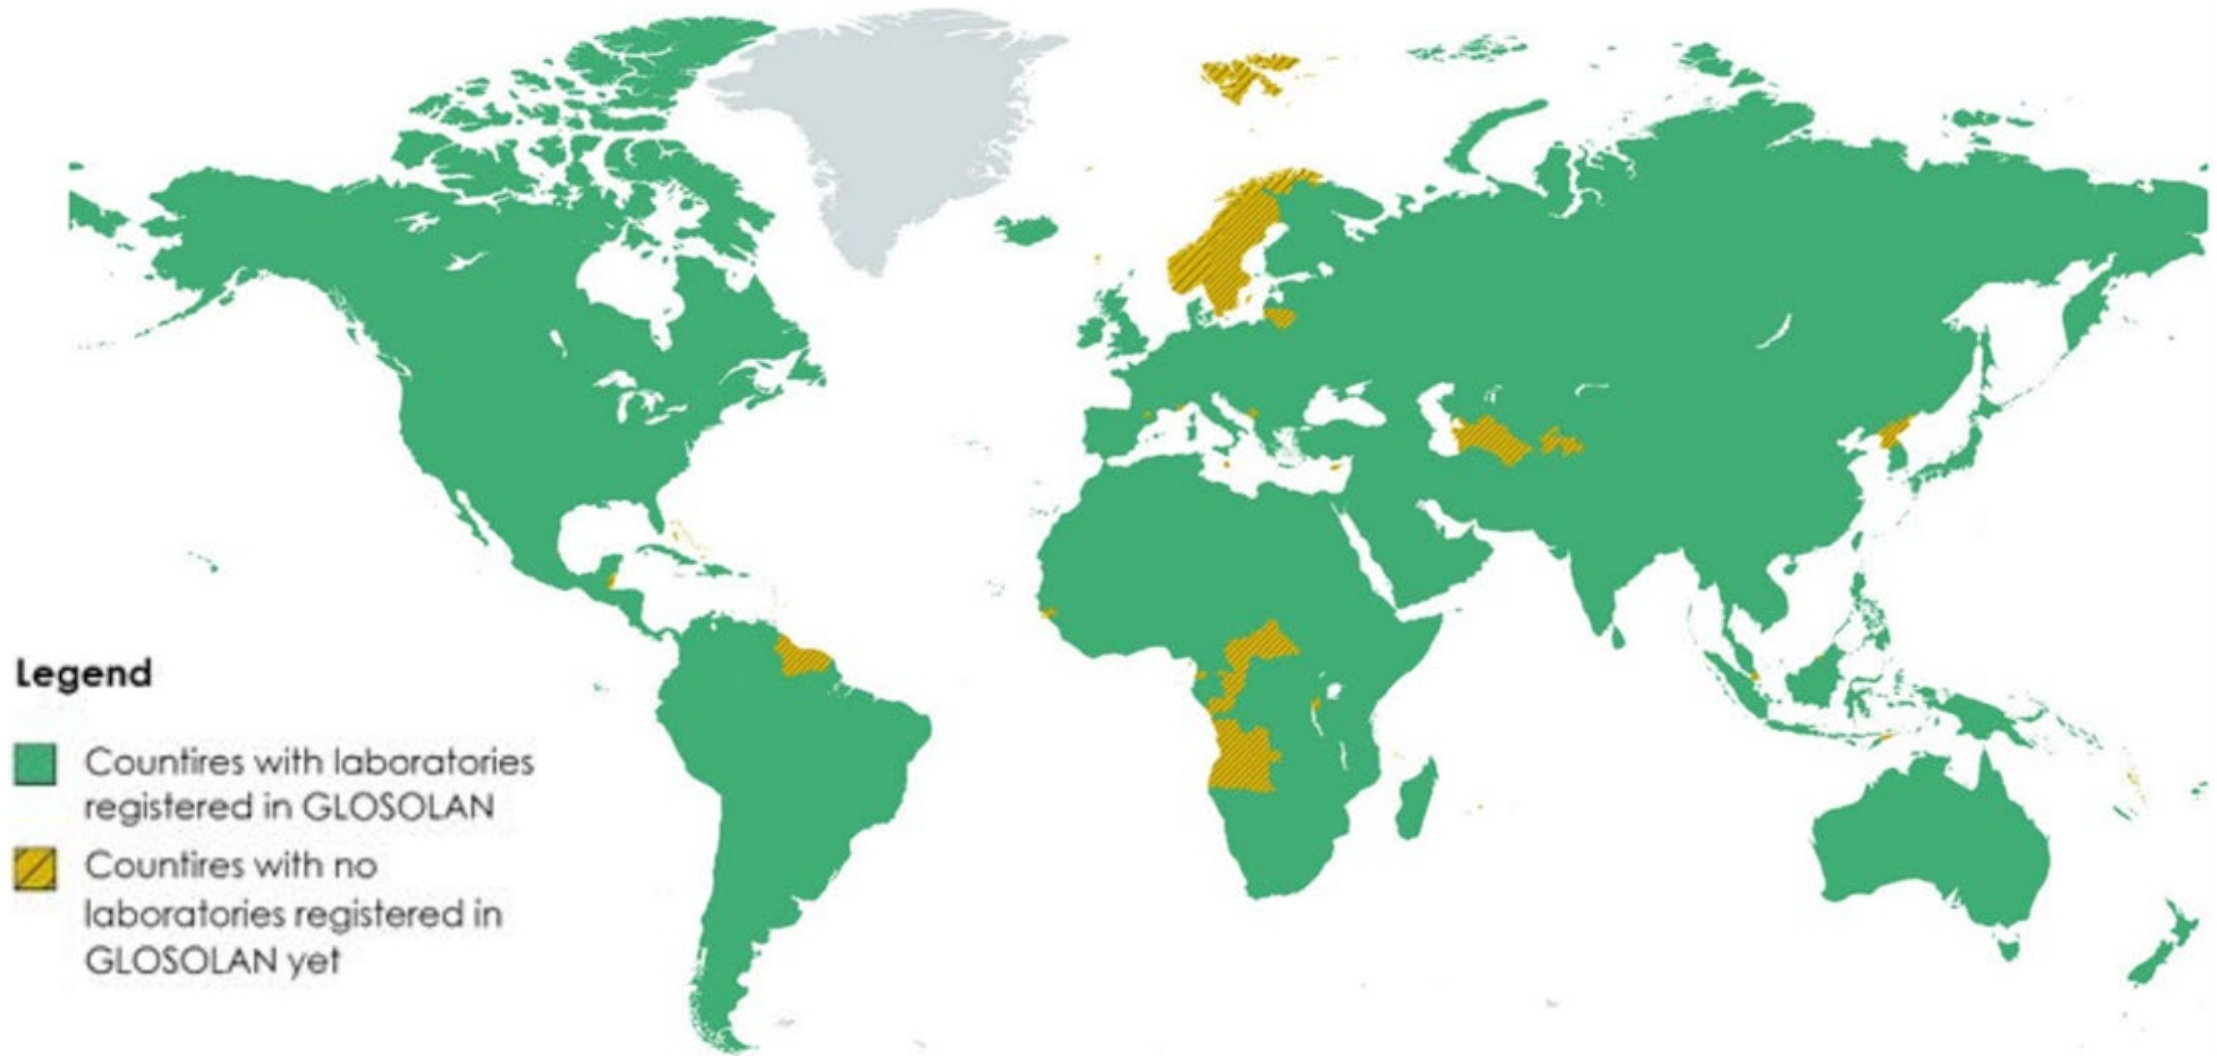 Legend
Countires with laboratories
registered in GLOSOLAN
Countires with no
laboratories registered in
GLOSOLAN yet